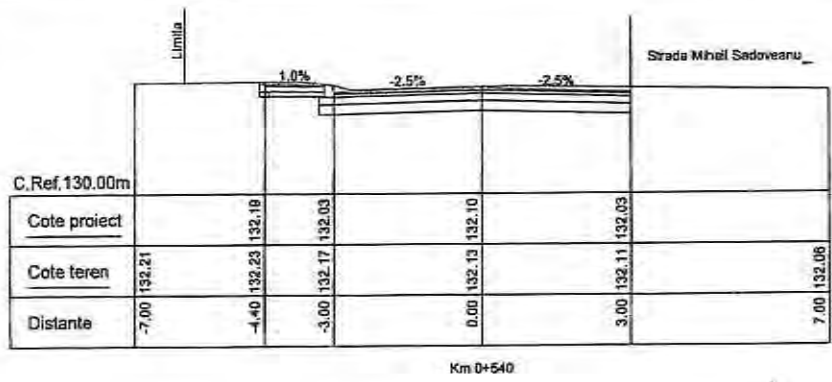 Limita
Strada Mihail Sadoveanu_
1.0%
-2.5%
-2.5%
C.Ref.130.00m
Cote proiect 132.19 132.03 132.10 132.03
Cote teren 132.21 132.23 132.17 132.13 132.11 132.06
Distante -7.00 -4.40 -3.00 0.00 3.00 7.00
Km 0+540